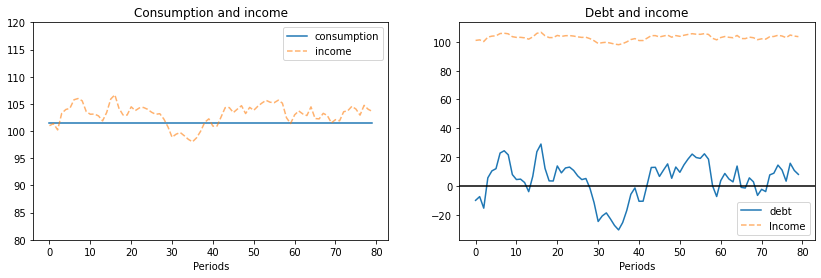 Consumption and income
120
115
110
105
100
95
90
85
80
0 10 20 30 40 50 60 70 80
Periods
consumption
income
Debt and income
100
80
60
40
20
0
−20
0 10 20 30 40 50 60 70 80
Periods
debt
Income